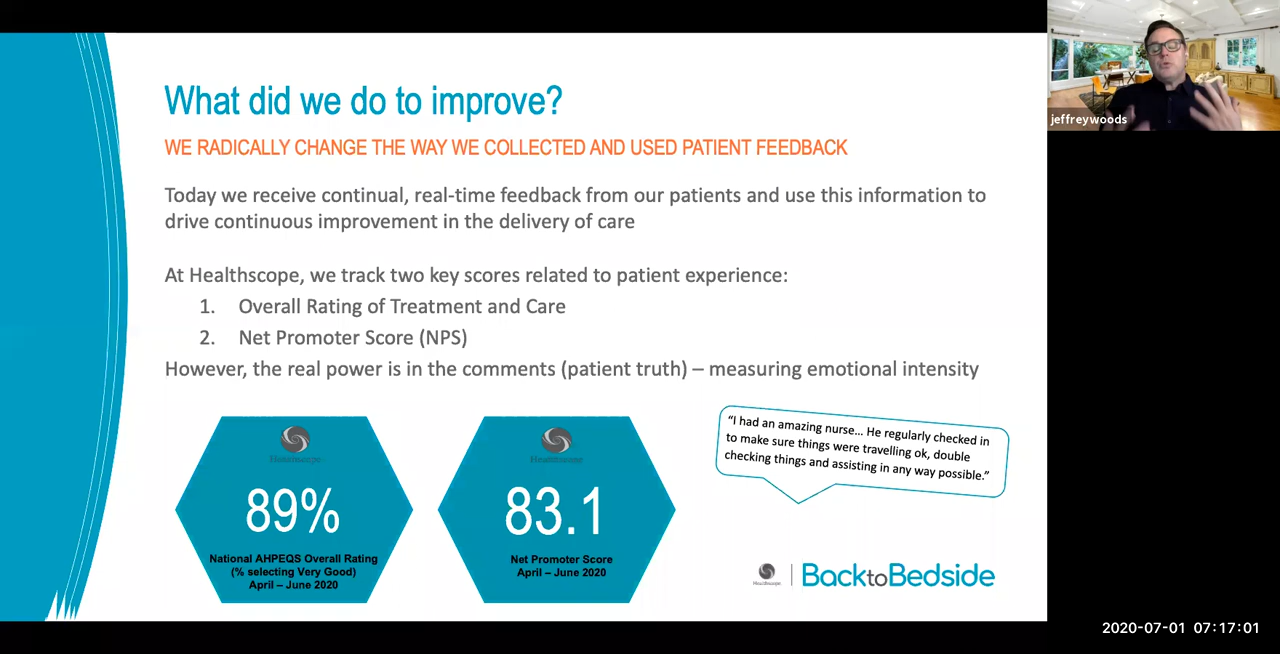 What did we do to improve?
WE RADICALLY CHANGE THE WAY WE COLLECTED AND USED PATIENT FEEDBACK
Today we receive continual, real-time feedback from our patients and use this information to
drive continuous improvement in the delivery of care
At Healthscope, we track two key scores related to patient experience:
1. Overall Rating of Treatment and Care
2. Net Promoter Score (NPS)
However, the real power is in the comments (patient truth) – measuring emotional intensity
Healthscope
89%
National AHPEQS Overall Rating
(% selecting Very Good)
April – June 2020
Healthscope
83.1
Net Promoter Score
April – June 2020
“I had an amazing nurse... He regularly checked in
to make sure things were travelling ok, double
checking things and assisting in any way possible.”
Healthscope
BacktoBedside
jeffreywoods
2020-07-01 07:17:01